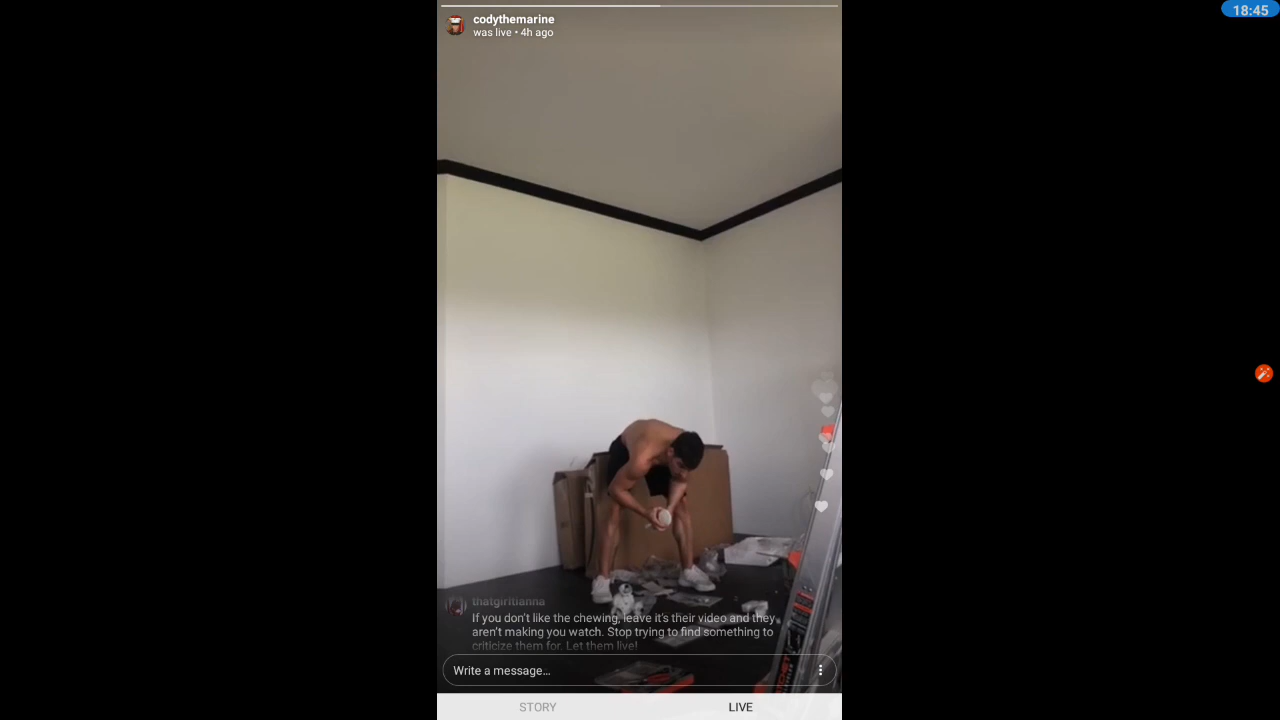 18:45
codythemarine
was live • 4h ago
thatgirltianna
If you don't like the chewing, leave it's their video and they
aren't making you watch. Stop trying to find something to
criticize them for. Let them live!
Write a message...
STORY
LIVE